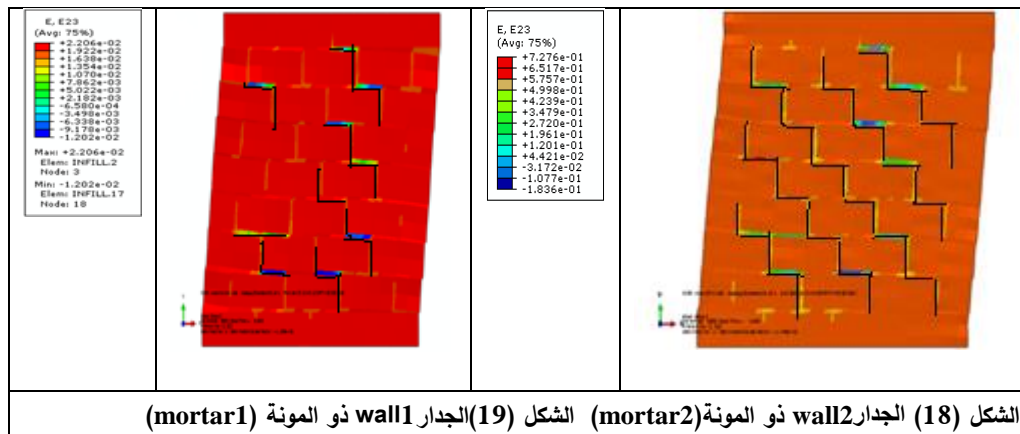 E, E23
(Avg: 75%)
+2.206e-02
+1.922e-02
+1.638e-02
+1.354e-02
+1.070e-02
+7.862e-03
+5.022e-03
+2.182e-03
-6.580e-04
-3.498e-03
-6.338e-03
-9.178e-03
-1.202e-02
Max: +2.206e-02
Elem: INFILL.2
Node: 3
Min: -1.202e-02
Elem: INFILL.17
Node: 18
E, E23
(Avg: 75%)
+7.276e-01
+6.517e-01
+5.757e-01
+4.998e-01
+4.239e-01
+3.479e-01
+2.720e-01
+1.961e-01
+1.201e-01
+4.421e-02
-3.172e-02
-1.077e-01
-1.836e-01
الشكل (18) الجدارwall2 ذو المونة(mortar2) الشكل (19)الجدارwall1 ذو المونة (mortar1)